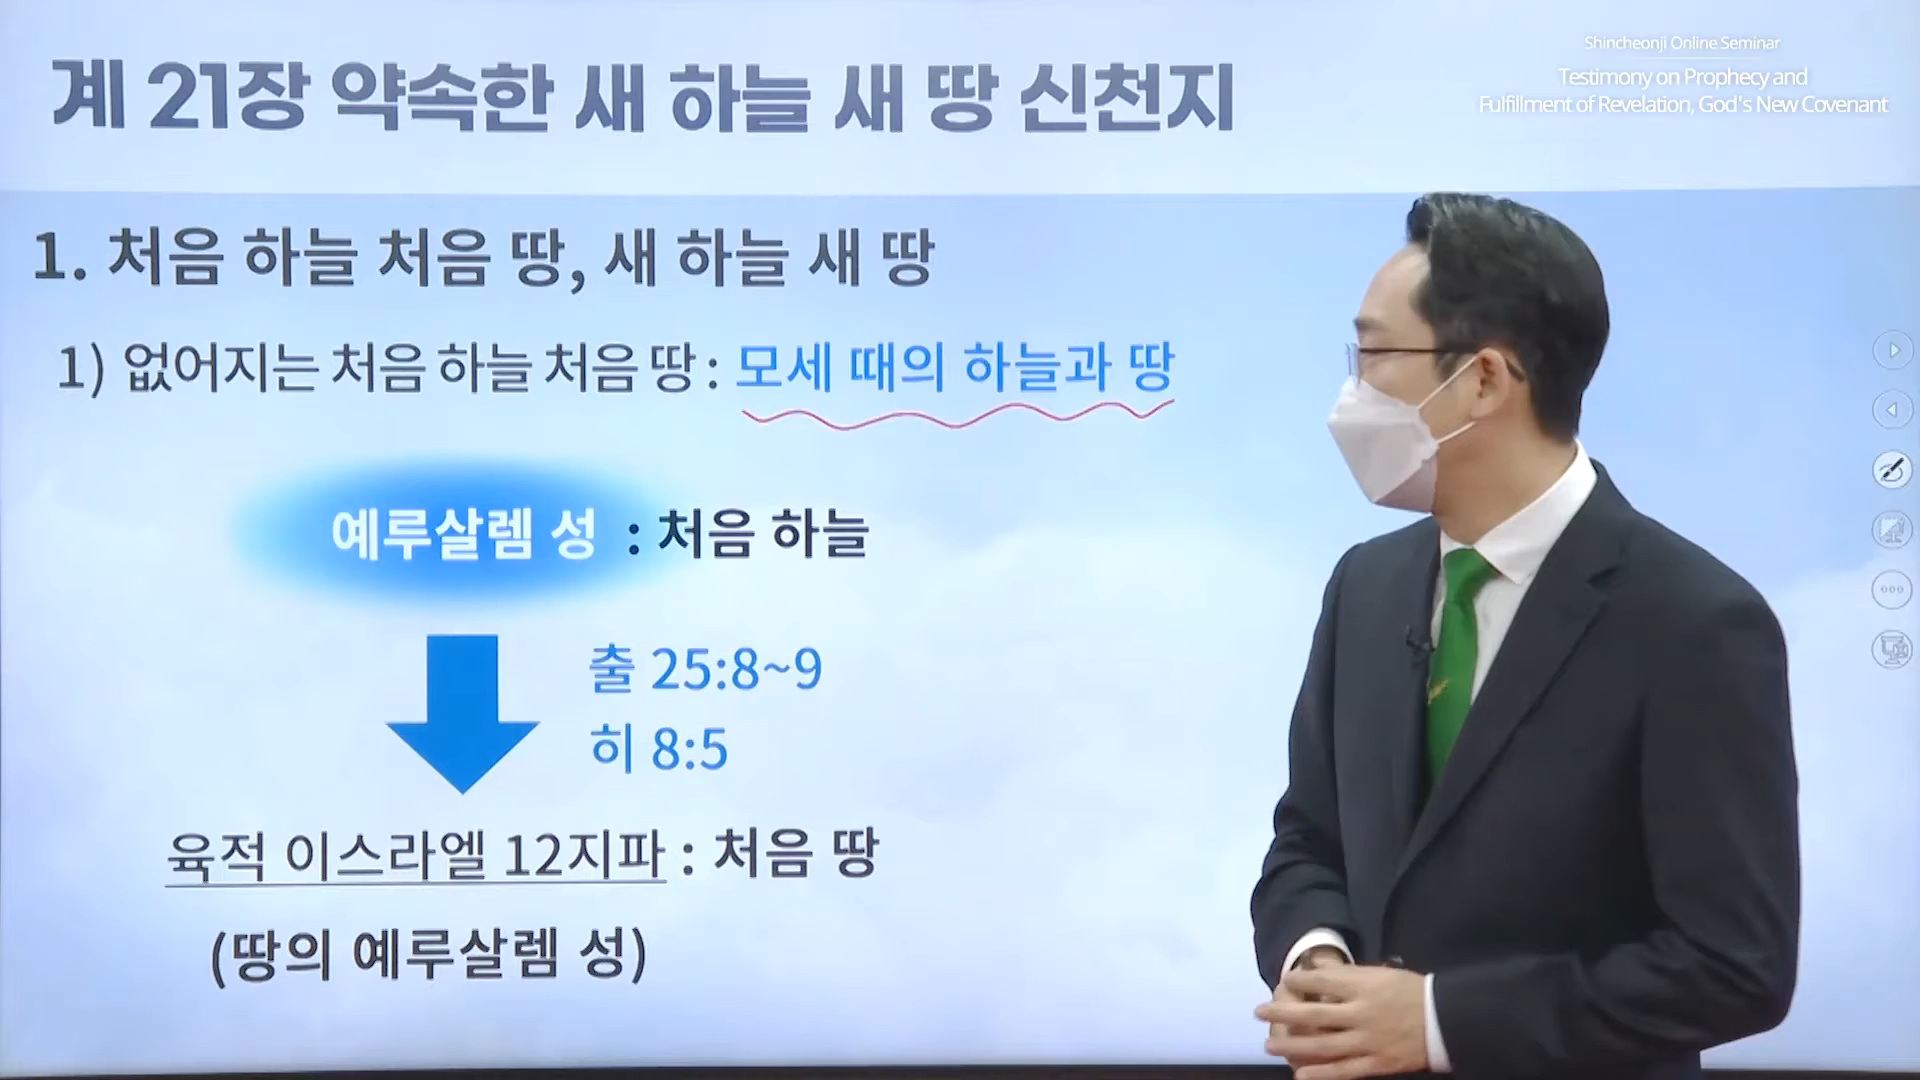 계 21장 약속한 새 하늘 새 땅 신천지
Shincheonji Online Seminar
Testimony on Prophecy and
Fulfillment of Revelation, God's New Covenant
1. 처음 하늘 처음 땅, 새 하늘 새 땅
1) 없어지는 처음 하늘 처음 땅 : 모세 때의 하늘과 땅
예루살렘 성 : 처음 하늘
출 25:8~9
히 8:5
육적 이스라엘 12지파 : 처음 땅
(땅의 예루살렘 성)